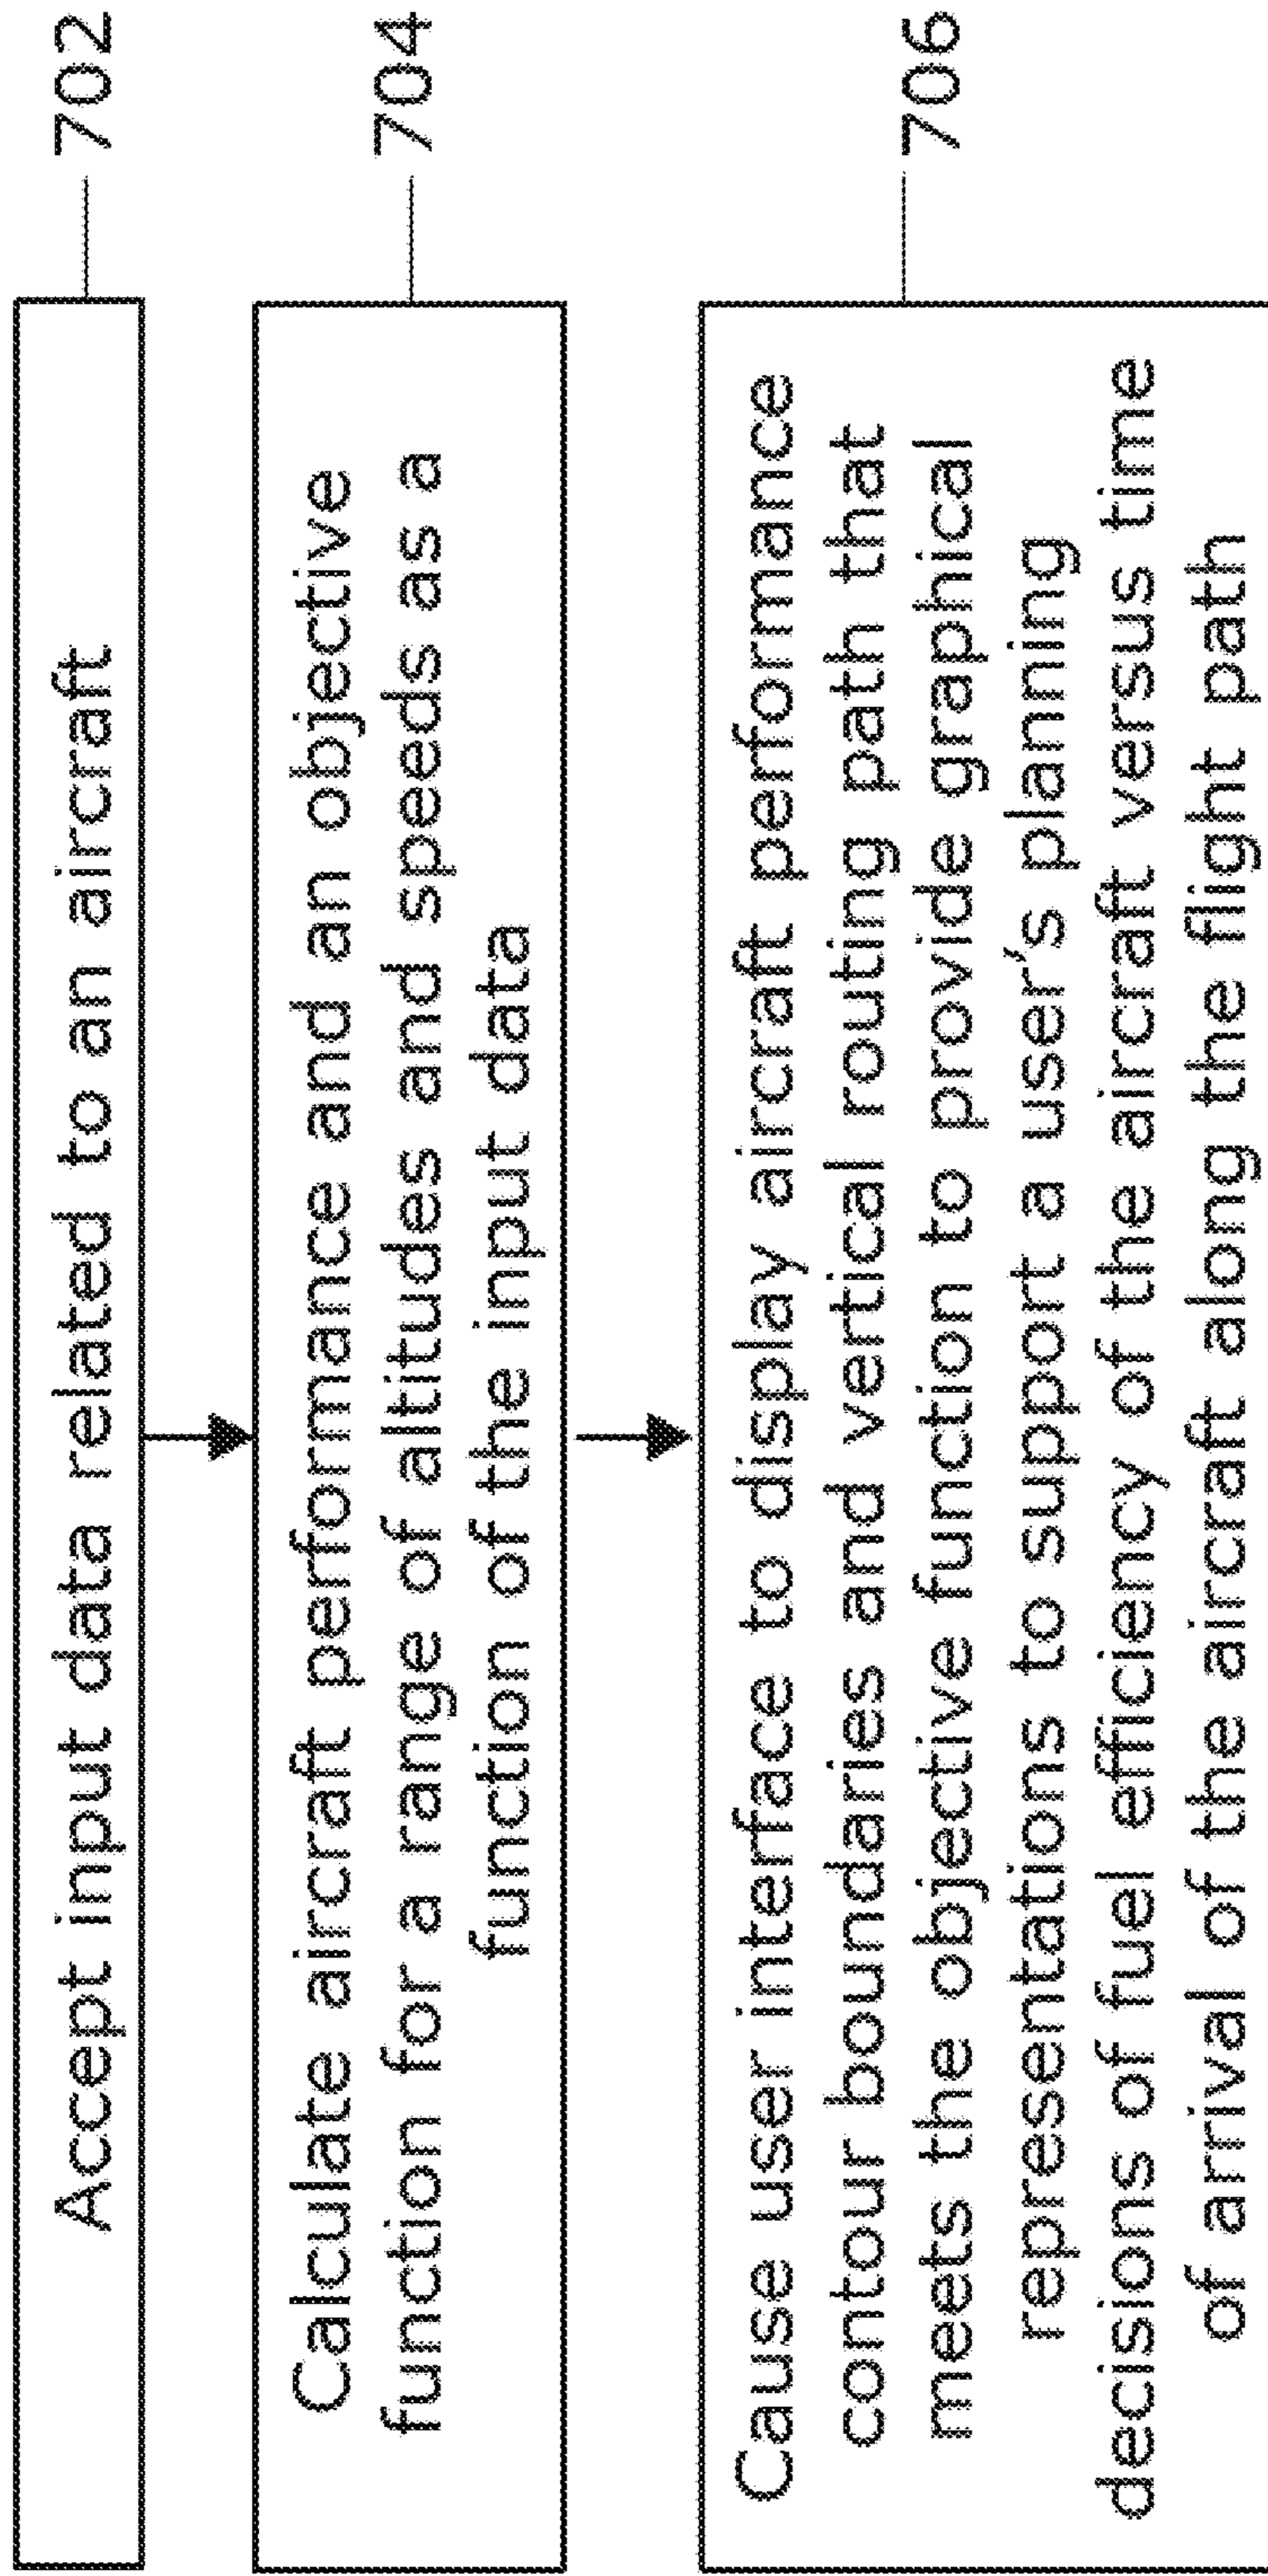 Accept input data related to an aircraft
702
Calculate aircraft performance and an objective
function for a range of altitudes and speeds as a
function of the input data
704
Cause user interface to display aircraft performance
contour boundaries and vertical routing path that
meets the objective function to provide graphical
representations to support a user's planning
decisions of fuel efficiency of the aircraft versus time
of arrival of the aircraft along the flight path
706